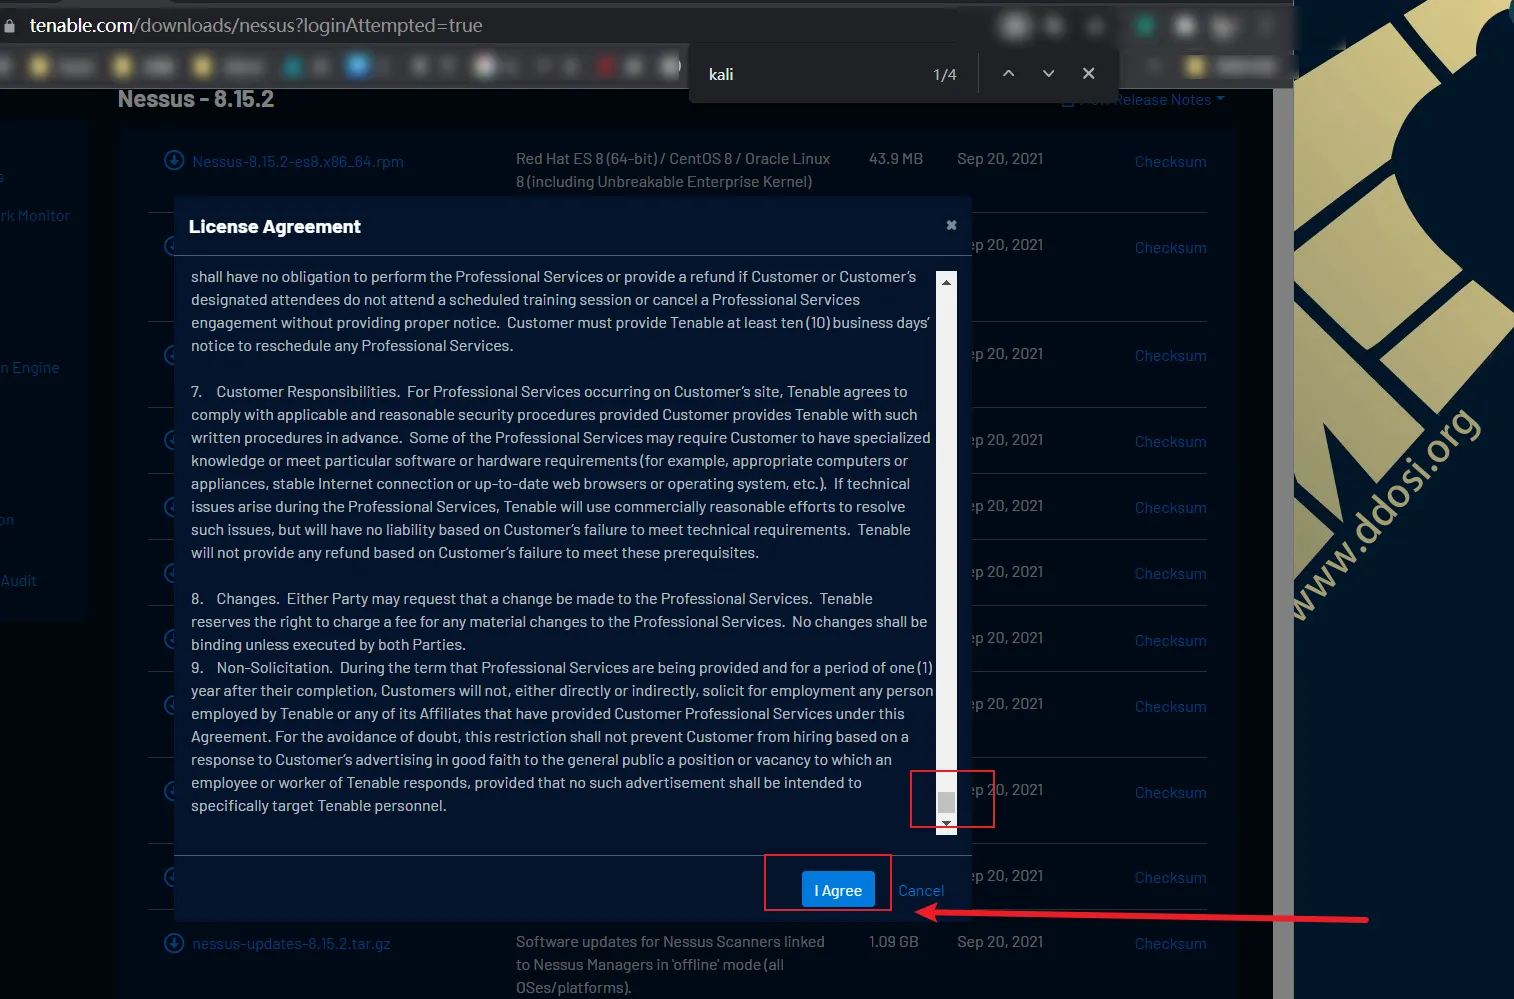 tenable.com/downloads/nessus?loginAttempted=true
kali
1/4
Nessus - 8.15.2
Release Notes
Nessus-8.15.2-es8.x86_64.rpm
Red Hat ES 8 (64-bit) / CentOS 8 / Oracle Linux
8 (including Unbreakable Enterprise Kernel)
43.9 MB
Sep 20, 2021
Checksum
rk Monitor
n Engine
on
Audit
License Agreement
shall have no obligation to perform the Professional Services or provide a refund if Customer or Customer’s
designated attendees do not attend a scheduled training session or cancel a Professional Services
engagement without providing proper notice. Customer must provide Tenable at least ten (10) business days’
notice to reschedule any Professional Services.
7. Customer Responsibilities. For Professional Services occurring on Customer’s site, Tenable agrees to
comply with applicable and reasonable security procedures provided Customer provides Tenable with such
written procedures in advance. Some of the Professional Services may require Customer to have specialized
knowledge or meet particular software or hardware requirements (for example, appropriate computers or
appliances, stable Internet connection or up-to-date web browsers or operating system, etc.). If technical
issues arise during the Professional Services, Tenable will use commercially reasonable efforts to resolve
such issues, but will have no liability based on Customer’s failure to meet technical requirements. Tenable
will not provide any refund based on Customer’s failure to meet these prerequisites.
8. Changes. Either Party may request that a change be made to the Professional Services. Tenable
reserves the right to charge a fee for any material changes to the Professional Services. No changes shall be
binding unless executed by both Parties.
9. Non-Solicitation. During the term that Professional Services are being provided and for a period of one (1)
year after their completion, Customers will not, either directly or indirectly, solicit for employment any person
employed by Tenable or any of its Affiliates that have provided Customer Professional Services under this
Agreement. For the avoidance of doubt, this restriction shall not prevent Customer from hiring based on a
response to Customer’s advertising in good faith to the general public a position or vacancy to which an
employee or worker of Tenable responds, provided that no such advertisement shall be intended to
specifically target Tenable personnel.
I Agree
Cancel
ep 20, 2021
Checksum
ep 20, 2021
Checksum
ep 20, 2021
Checksum
ep 20, 2021
Checksum
ep 20, 2021
Checksum
ep 20, 2021
Checksum
ep 20, 2021
Checksum
ep 20, 2021
Checksum
ep 20, 2021
Checksum
nessus-updates-8.15.2.tar.gz
Software updates for Nessus Scanners linked
to Nessus Managers in 'offline' mode (all
OSes/platforms).
1.09 GB
Sep 20, 2021
Checksum
www.ddosi.org